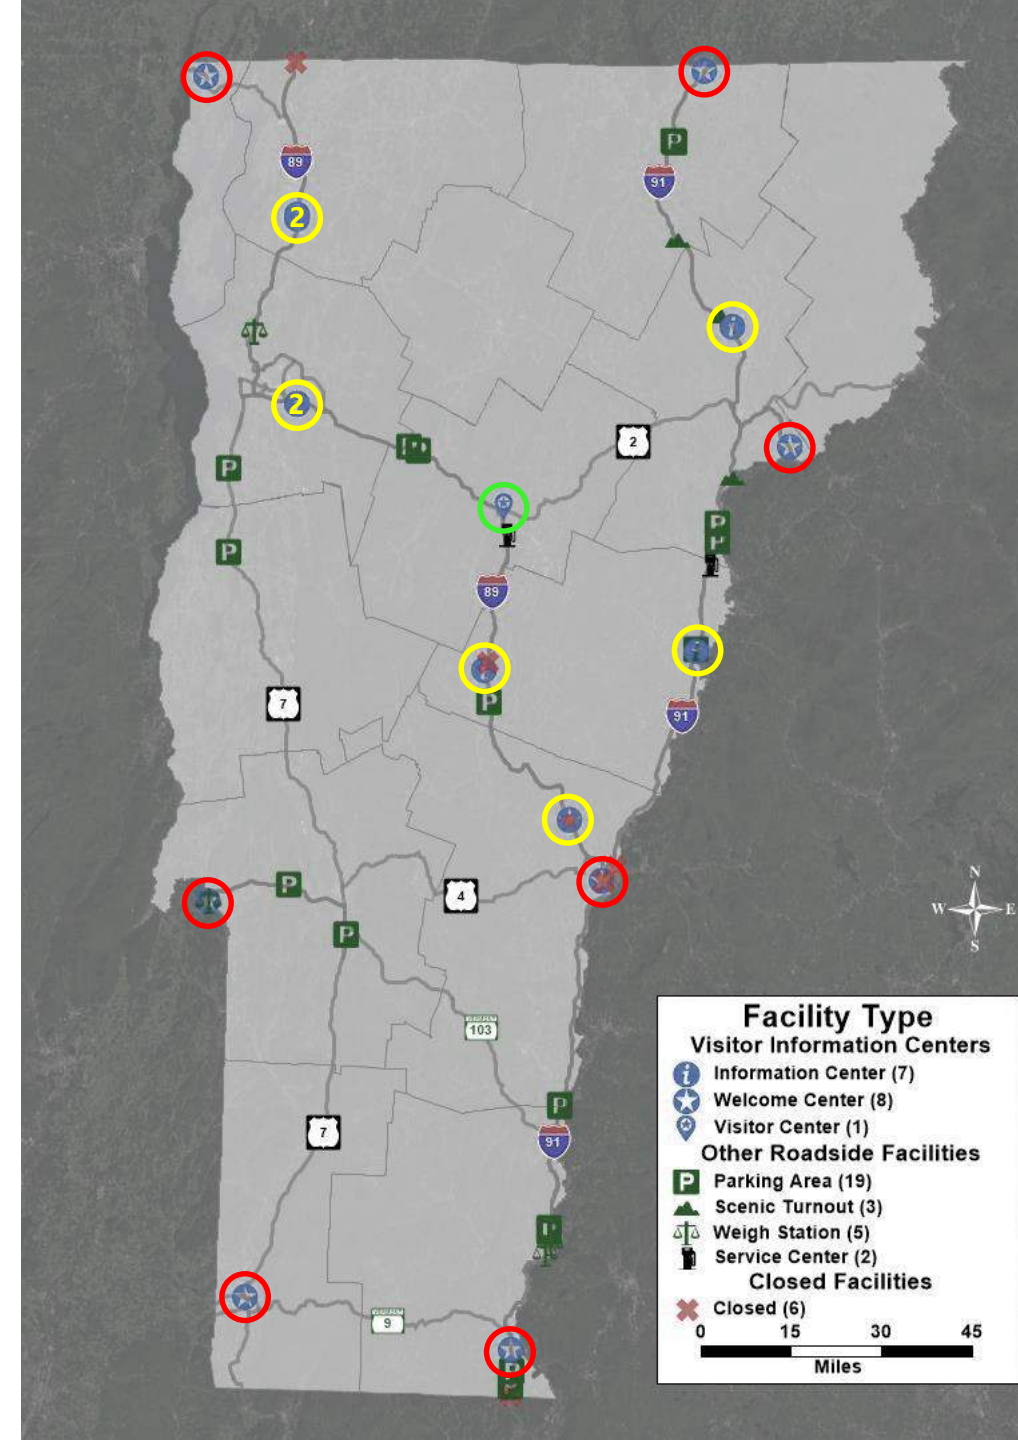 89
91
2
2
2
i
P
P
P
P
P
89
i
7
P
91
P
4
N
W
E
S
P
103
P
91
7
P
9
P
Facility Type
Visitor Information Centers
i Information Center (7)
Welcome Center (8)
Visitor Center (1)
Other Roadside Facilities
P Parking Area (19)
Scenic Turnout (3)
Weigh Station (5)
Service Center (2)
Closed Facilities
Closed (6)
0 15 30 45
Miles